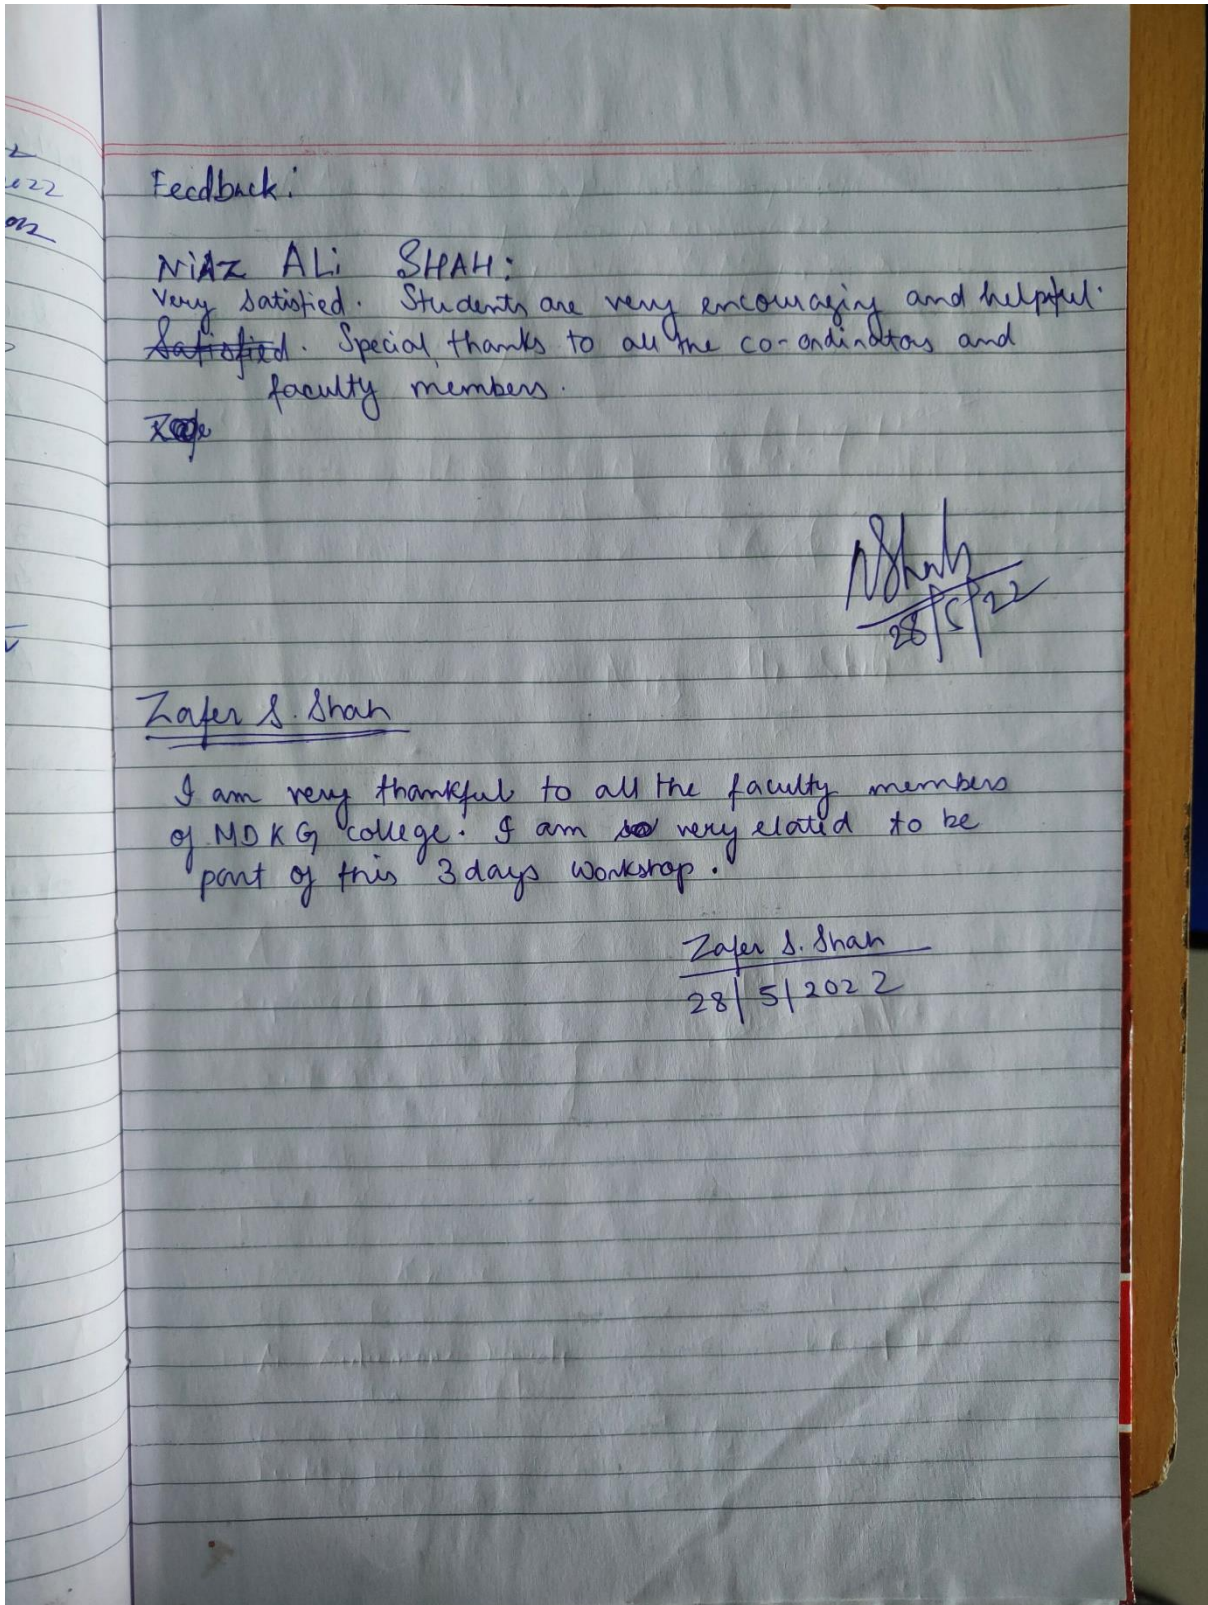 Feedback:
NiAZ ALi SHAH:
Very satisfied. Students are very encouraging and helpful.
Satisfied. Special thanks to all the co-ordinators and
faculty members.
NShah
28/5/22
Zafer S. Shah
I am very thankful to all the faculty members
of MDKG college. I am very elated to be
part of this 3 days workshop.
Zafer S. Shah
28/5/2022